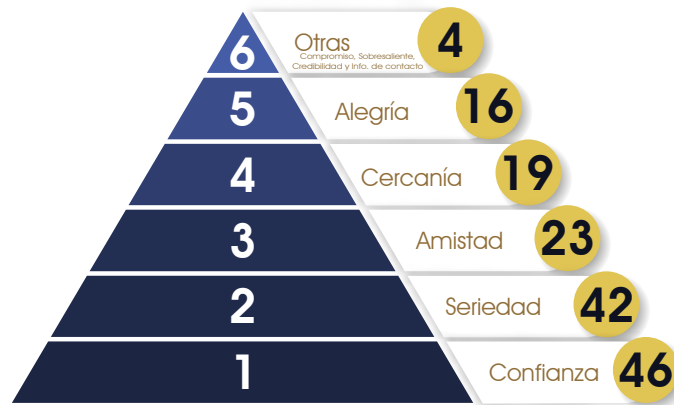 6
Otras
Compromiso, Sobresaliente,
Credibilidad y Info. de contacto
4
5
Alegría
16
4
Cercanía
19
3
Amistad
23
2
Seriedad
42
1
Confianza
46